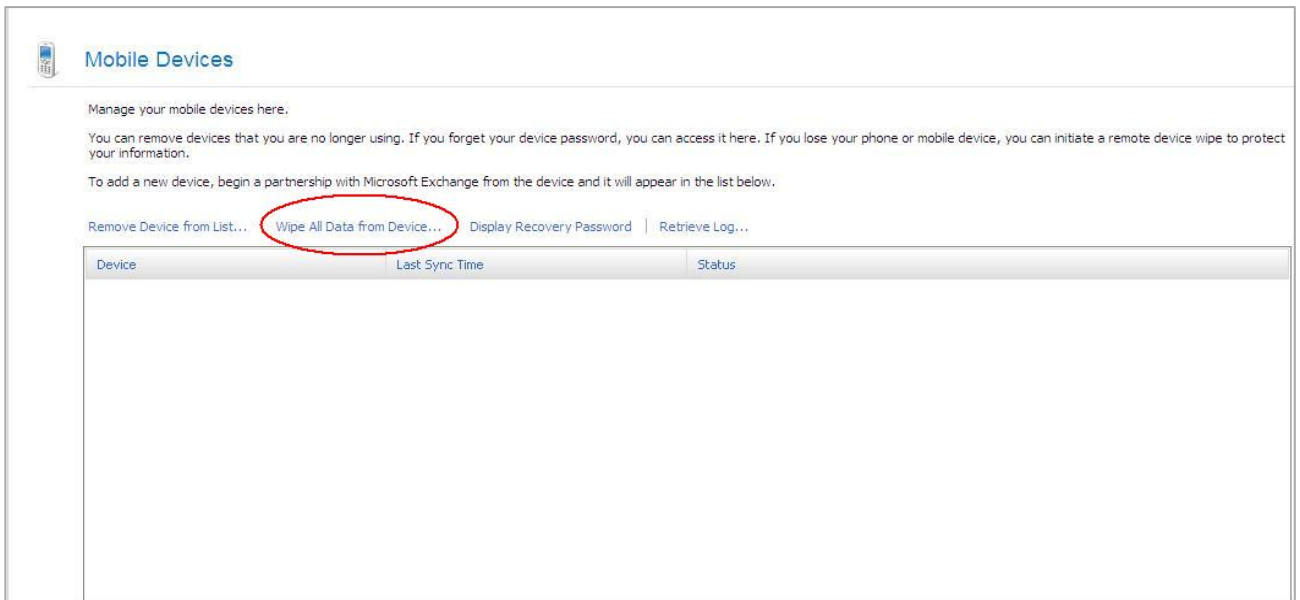 Mobile Devices
Manage your mobile devices here.
You can remove devices that you are no longer using. If you forget your device password, you can access it here. If you lose your phone or mobile device, you can initiate a remote device wipe to protect
your information.
To add a new device, begin a partnership with Microsoft Exchange from the device and it will appear in the list below.
Remove Device from List... Wipe All Data from Device... Display Recovery Password | Retrieve Log...
Device Last Sync Time Status